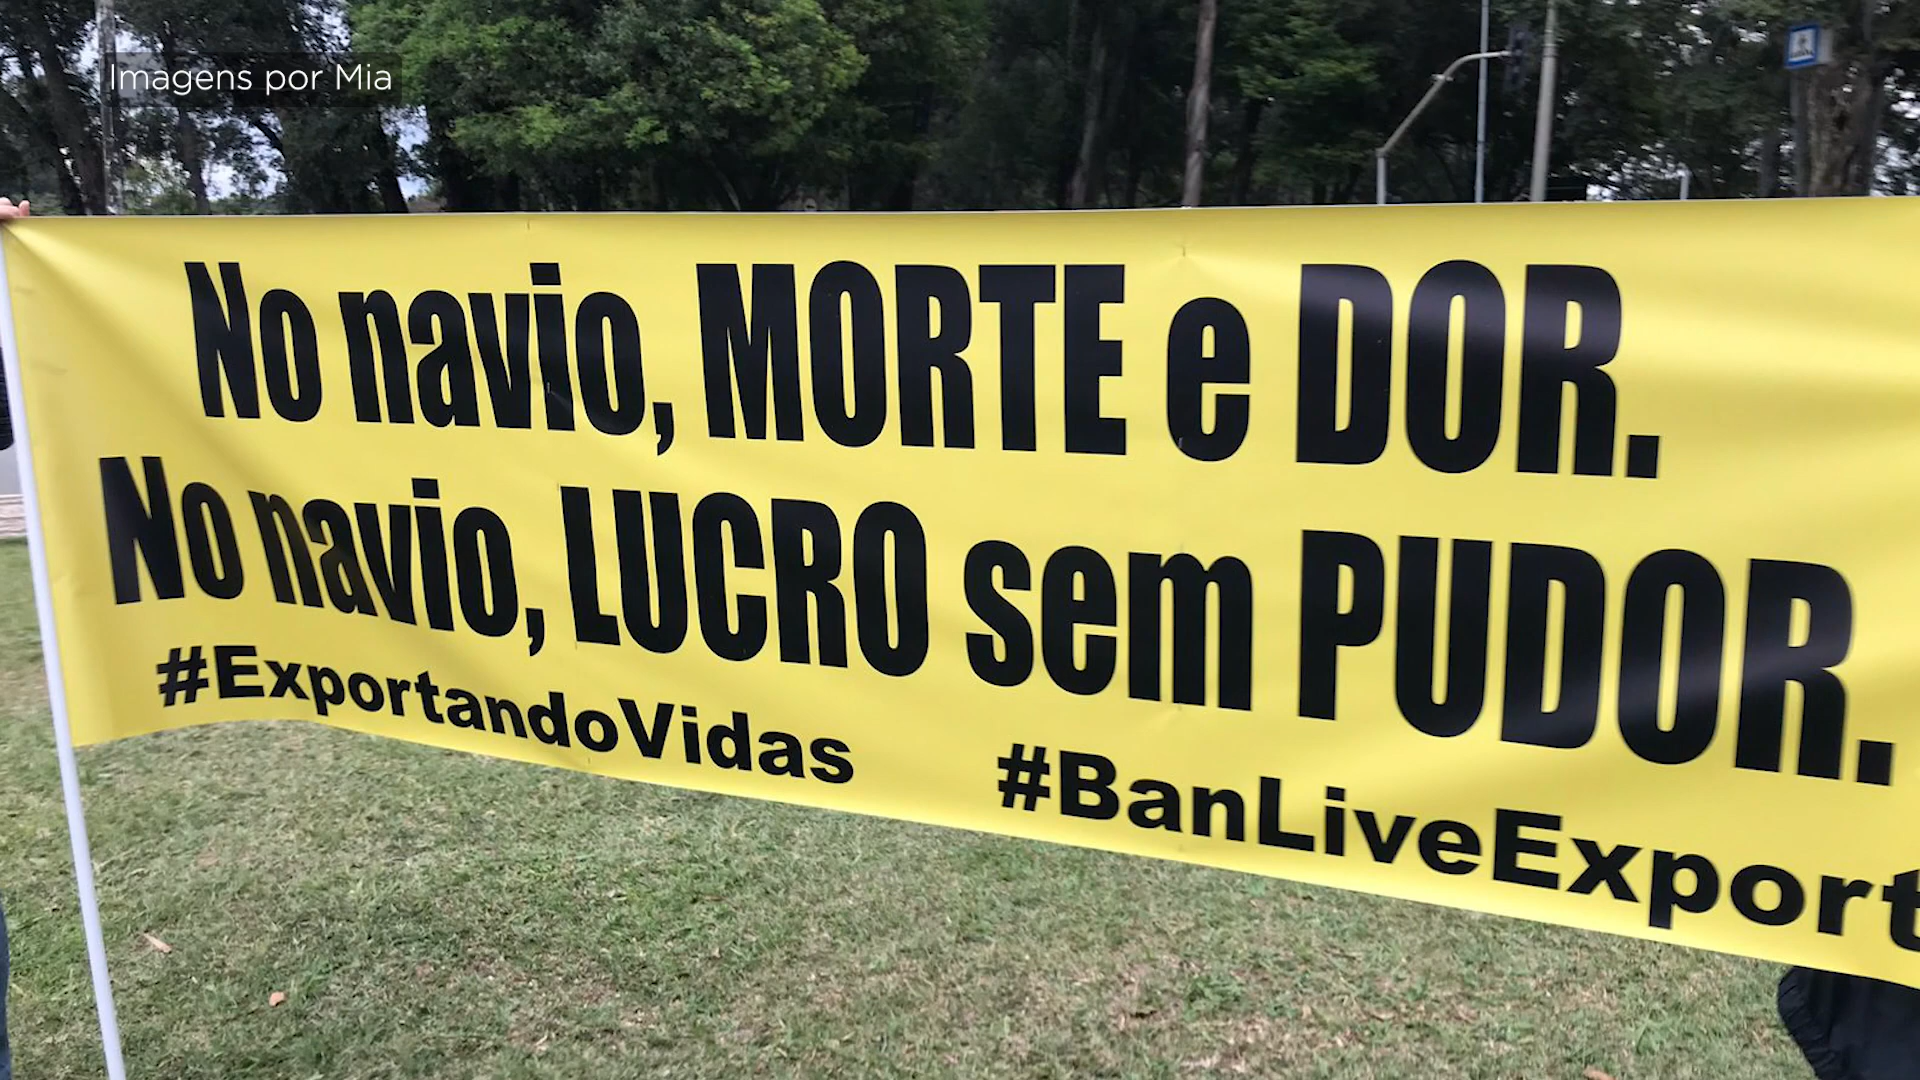 Imagens por Mia
No navio, MORTE e DOR.
No navio, LUCRO sem PUDOR.
#ExportandoVidas #BanLiveExport